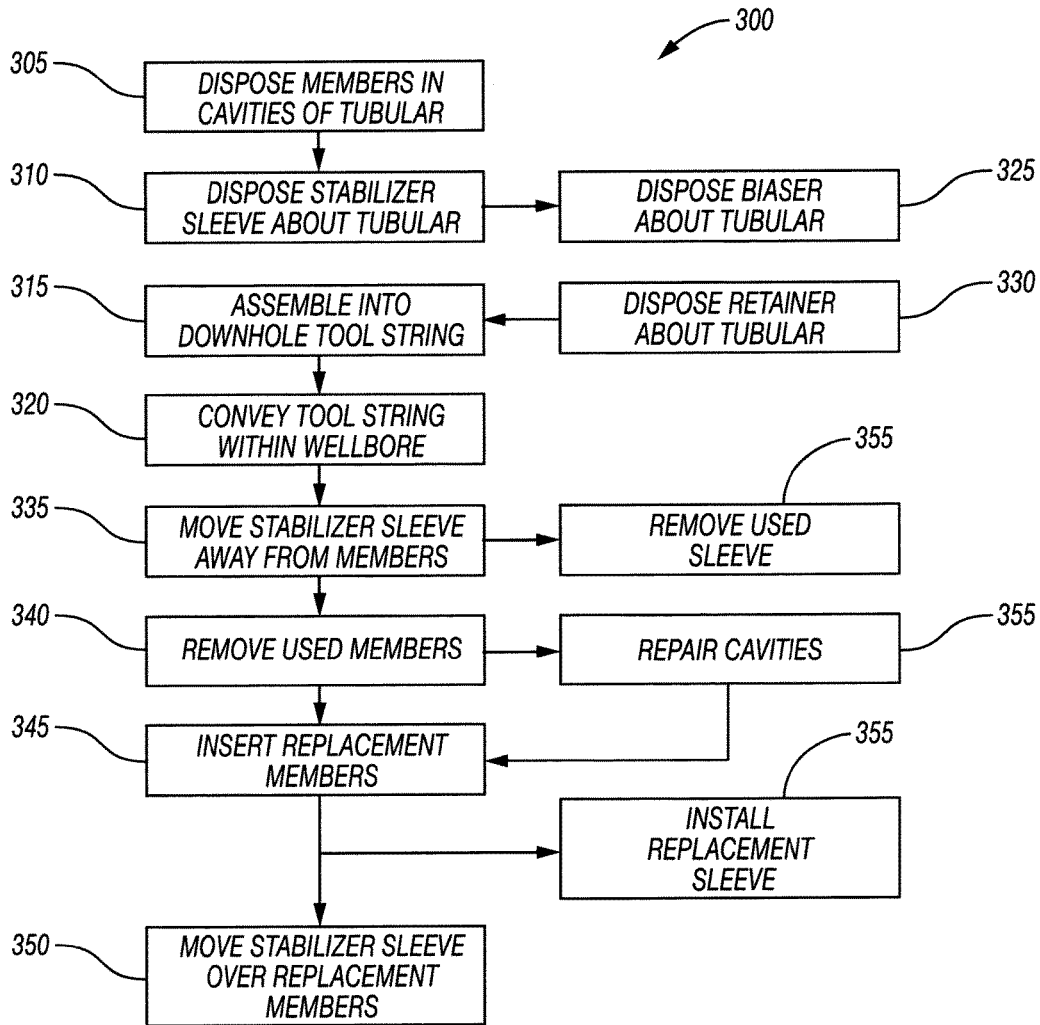 300
305
DISPOSE MEMBERS IN
CAVITIES OF TUBULAR
310
DISPOSE STABILIZER
SLEEVE ABOUT TUBULAR
325
DISPOSE BIASER
ABOUT TUBULAR
315
ASSEMBLE INTO
DOWNHOLE TOOL STRING
330
DISPOSE RETAINER
ABOUT TUBULAR
320
CONVEY TOOL STRING
WITHIN WELLBORE
335
MOVE STABILIZER SLEEVE
AWAY FROM MEMBERS
355
REMOVE USED
SLEEVE
340
REMOVE USED MEMBERS
355
REPAIR CAVITIES
345
INSERT REPLACEMENT
MEMBERS
355
INSTALL
REPLACEMENT
SLEEVE
350
MOVE STABILIZER SLEEVE
OVER REPLACEMENT
MEMBERS